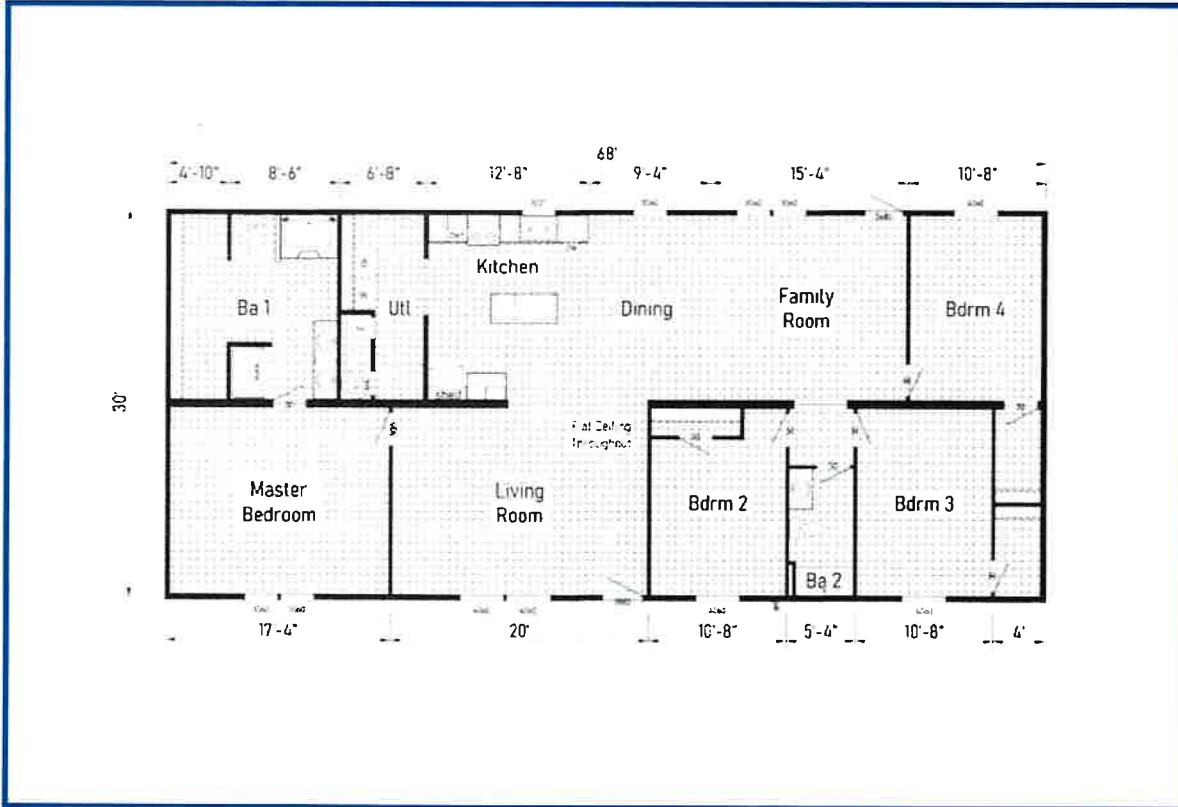 68'
4'-10" 8'-6" 6'-8" 12'-8" 9'-4" 15'-4" 10'-8"
Kitchen
Ba 1
Utl
Dining
Family
Room
Bdrm 4
30'
Flat Ceiling
Throughout
Master
Bedroom
Living
Room
Bdrm 2
Bdrm 3
Ba 2
17'-4" 20' 10'-8" 5'-4" 10'-8" 4'